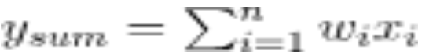 y_{sum} = \sum_{i=1}^{n} w_i x_i